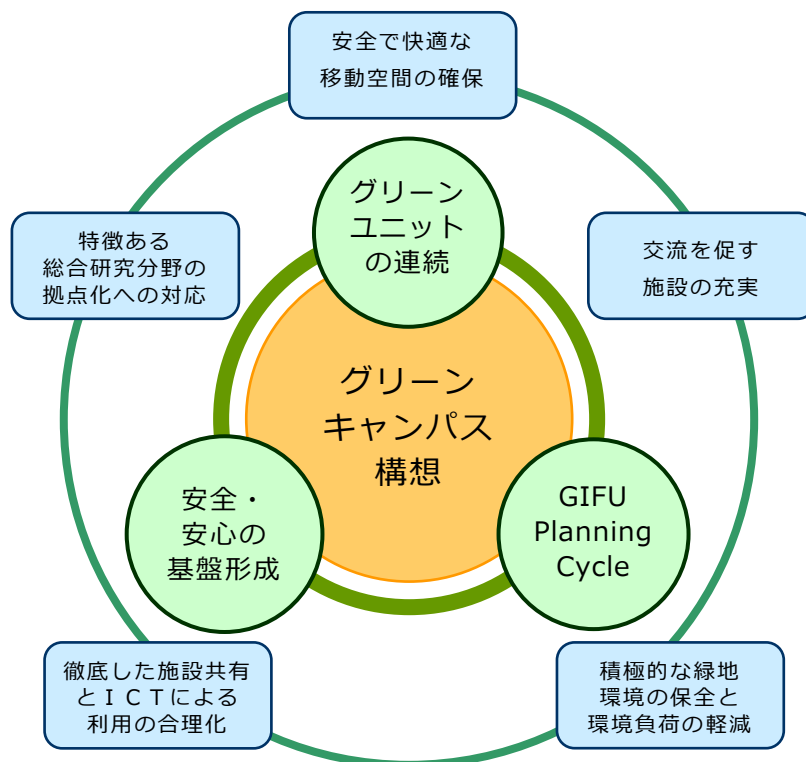 安全で快適な
移動空間の確保
グリーン
ユニット
の連続
特徴ある
総合研究分野の
拠点化への対応
交流を促す
施設の充実
グリーン
キャンパス
構想
安全・
安心の
基盤形成
GIFU
Planning
Cycle
徹底した施設共有
とＩＣＴによる
利用の合理化
積極的な緑地
環境の保全と
環境負荷の軽減